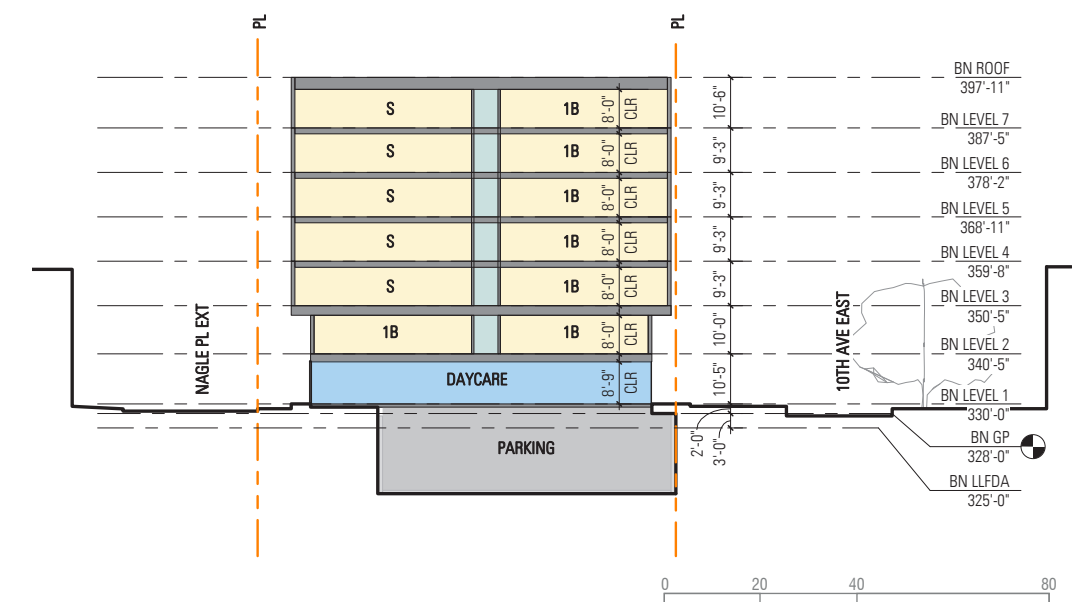 PL
PL
BN ROOF
397'-11"
S
1B
8'-0"
CLR
10'-6"
BN LEVEL 7
387'-5"
S
1B
8'-0"
CLR
9'-3"
BN LEVEL 6
378'-2"
S
1B
8'-0"
CLR
9'-3"
BN LEVEL 5
368'-11"
S
1B
8'-0"
CLR
9'-3"
BN LEVEL 4
359'-8"
S
1B
8'-0"
CLR
9'-3"
BN LEVEL 3
350'-5"
NAGLE PL EXT
1B
1B
8'-0"
CLR
10'-0"
10TH AVE EAST
BN LEVEL 2
340'-5"
DAYCARE
8'-9"
CLR
10'-5"
BN LEVEL 1
330'-0"
PARKING
2'-0"
3'-0"
BN GP
328'-0"
BN LLFDA
325'-0"
0 20 40 80